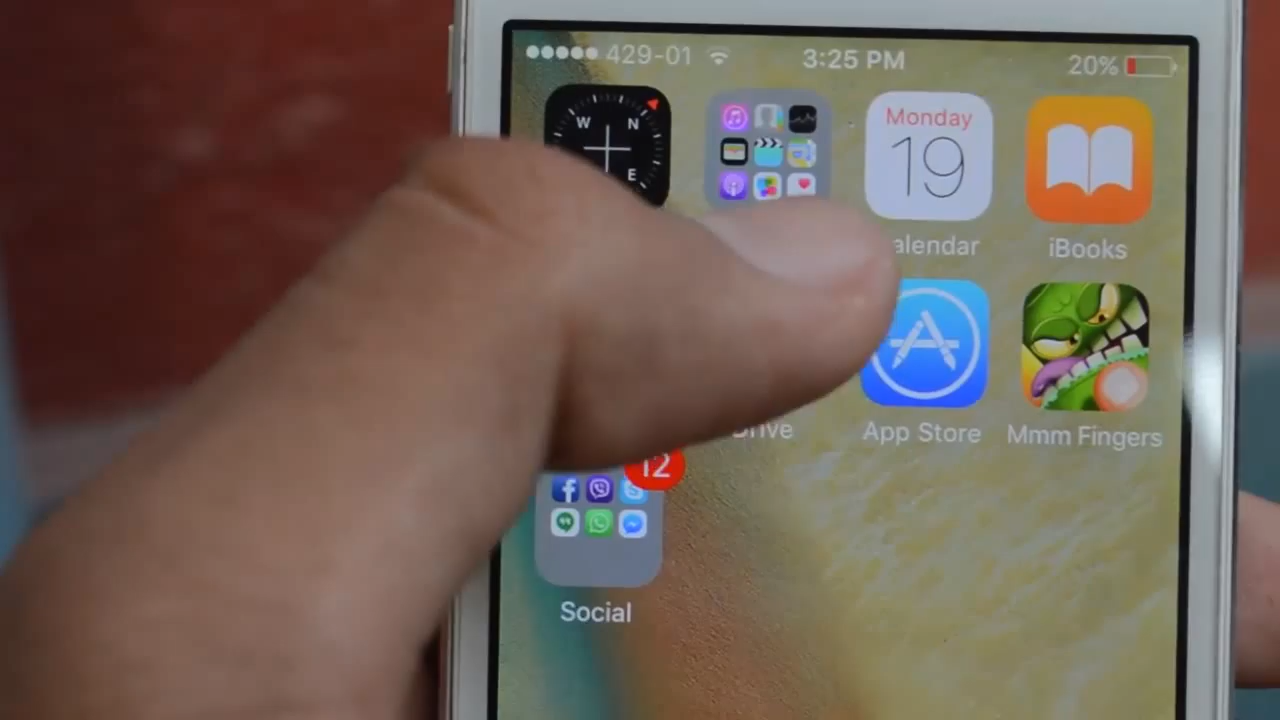 429-01 3:25 PM 20%
W N
E
Monday
19
alendar iBooks
rive App Store Mmm Fingers
12
Social